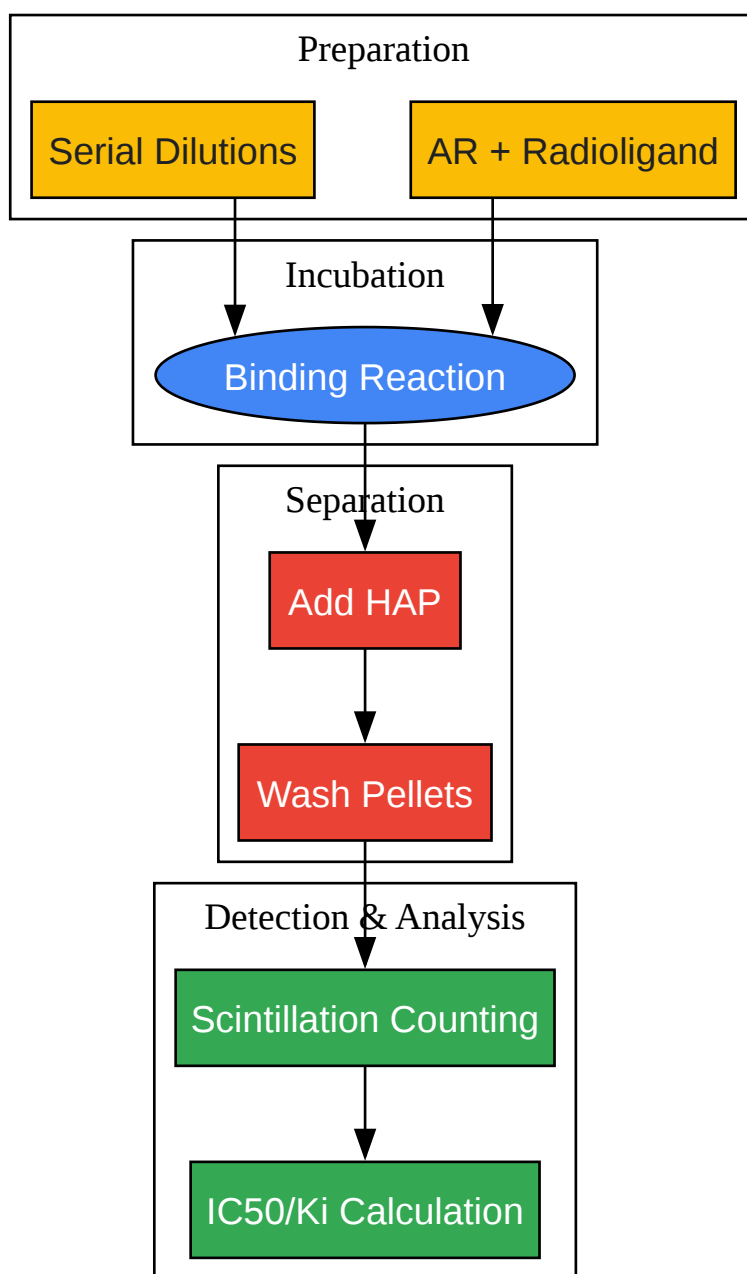 Preparation
Serial Dilutions
AR + Radioligand
Incubation
Binding Reaction
Separation
Add HAP
Wash Pellets
Detection & Analysis
Scintillation Counting
IC50/Ki Calculation